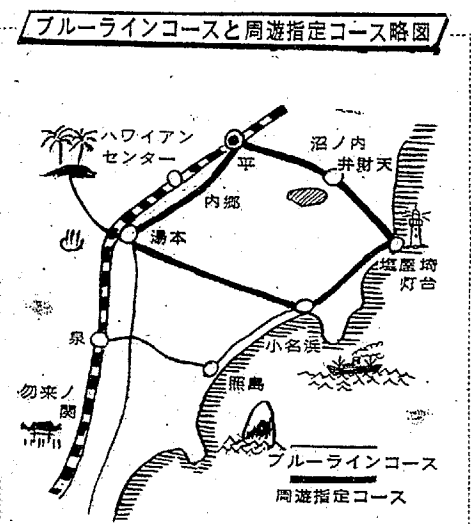 ブルーラインコースと周遊指定コース略図
ハワイアン
センター
平
沼ノ内
弁財天
内郷
湯本
塩屋埼
灯台
小名浜
泉
照島
勿来ノ
関
ブルーラインコース
周遊指定コース